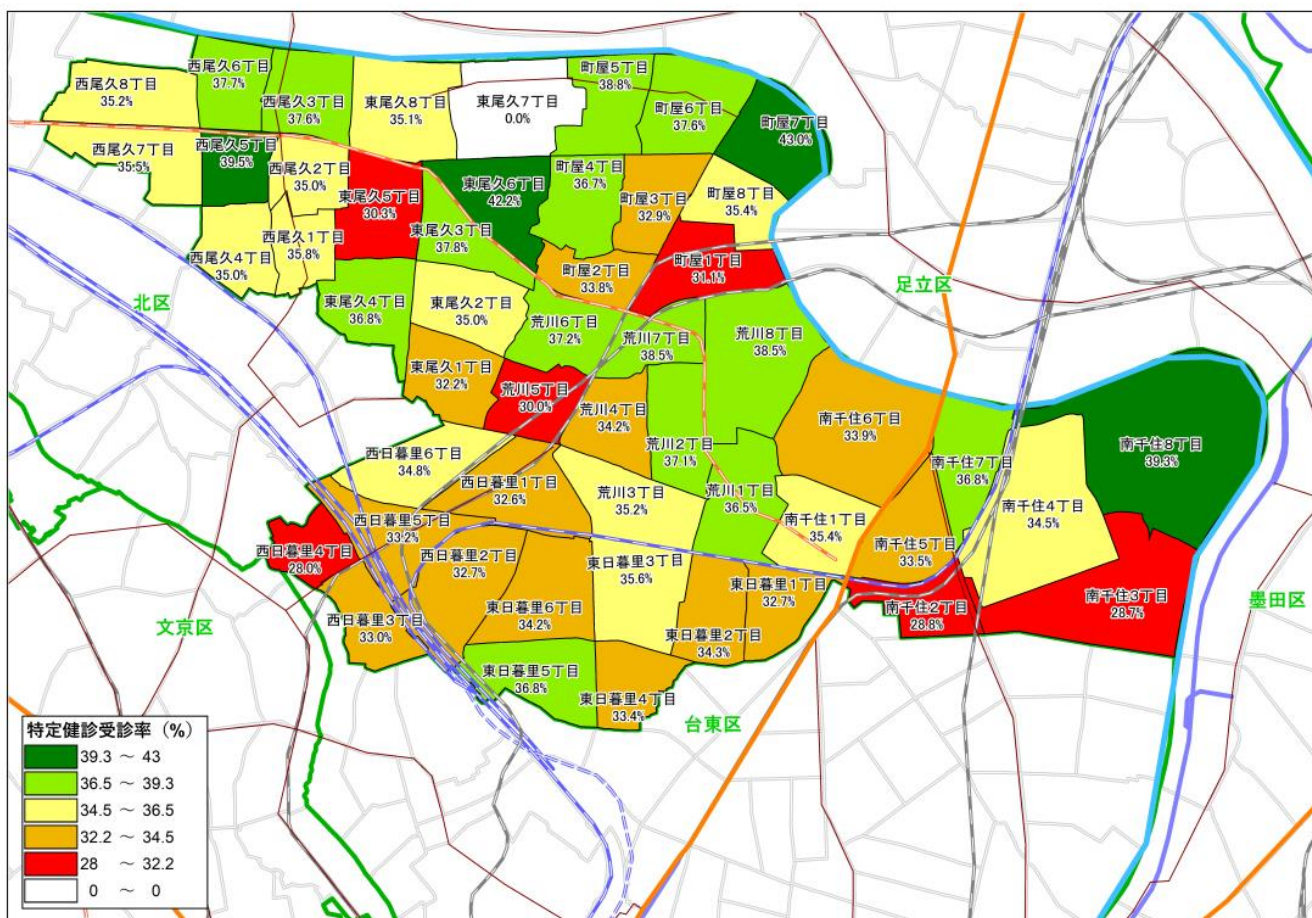 西尾久6丁目
37.7%
西尾久8丁目
35.2%
西尾久3丁目
37.6%
東尾久8丁目
35.1%
東尾久7丁目
0.0%
町屋5丁目
38.8%
町屋6丁目
37.6%
町屋7丁目
43.0%
西尾久7丁目
35.5%
西尾久5丁目
39.5%
西尾久2丁目
35.0%
東尾久5丁目
30.3%
東尾久6丁目
42.2%
町屋4丁目
36.7%
町屋3丁目
32.9%
町屋8丁目
35.4%
西尾久4丁目
35.0%
西尾久1丁目
35.8%
東尾久3丁目
37.8%
町屋2丁目
33.8%
町屋1丁目
31.1%
北区
足立区
東尾久4丁目
36.8%
東尾久2丁目
35.0%
荒川6丁目
37.2%
荒川7丁目
38.5%
荒川8丁目
38.5%
東尾久1丁目
32.2%
荒川5丁目
30.0%
荒川4丁目
34.2%
南千住6丁目
33.9%
荒川2丁目
37.1%
南千住7丁目
36.8%
南千住8丁目
39.3%
西日暮里6丁目
34.8%
西日暮里1丁目
32.6%
荒川3丁目
35.2%
荒川1丁目
36.5%
南千住1丁目
35.4%
南千住4丁目
34.5%
西日暮里5丁目
33.2%
西日暮里4丁目
28.0%
西日暮里2丁目
32.7%
東日暮里3丁目
35.6%
東日暮里1丁目
32.7%
南千住5丁目
33.5%
南千住2丁目
28.8%
南千住3丁目
28.7%
文京区
墨田区
西日暮里3丁目
33.0%
東日暮里6丁目
34.2%
東日暮里2丁目
34.3%
東日暮里5丁目
36.8%
東日暮里4丁目
33.4%
台東区
特定健診受診率（%）
39.3 ～ 43
36.5 ～ 39.3
34.5 ～ 36.5
32.2 ～ 34.5
28 ～ 32.2
0 ～ 0